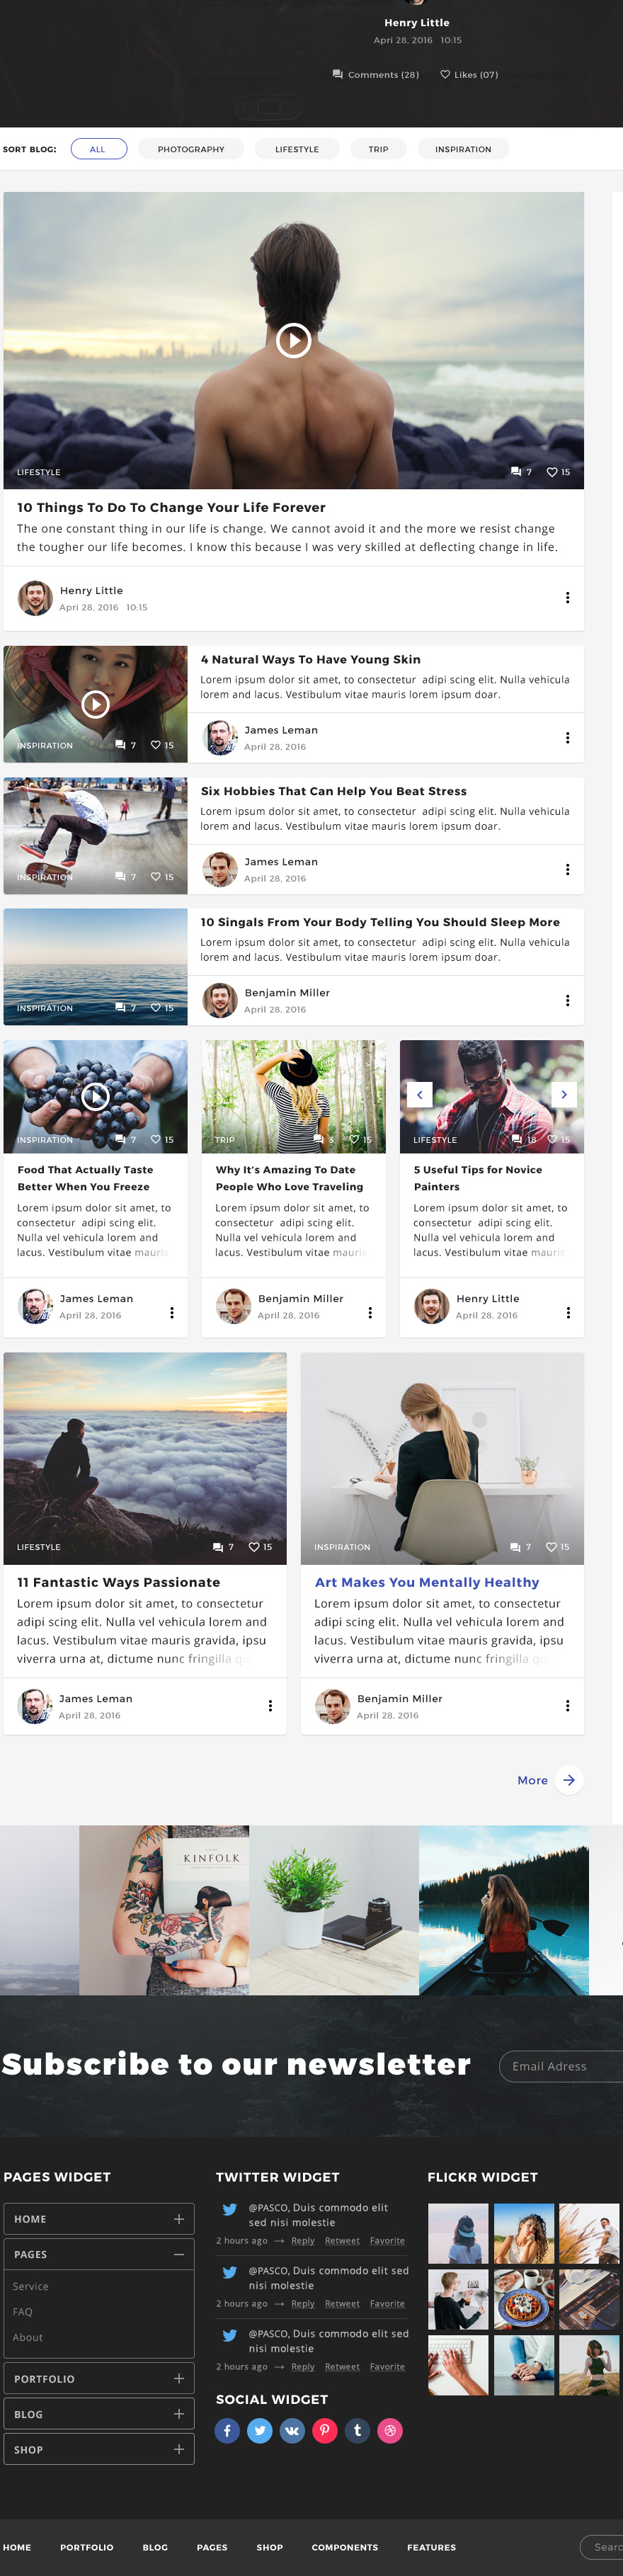 Henry Little
Apri 28, 2016 10:15
Comments (28) Likes (07)
SORT BLOG: ALL PHOTOGRAPHY LIFESTYLE TRIP INSPIRATION
LIFESTYLE 7 15
10 Things To Do To Change Your Life Forever
The one constant thing in our life is change. We cannot avoid it and the more we resist change
the tougher our life becomes. I know this because I was very skilled at deflecting change in life.
Henry Little
Apri 28, 2016 10:15
INSPIRATION 7 15
4 Natural Ways To Have Young Skin
Lorem ipsum dolor sit amet, to consectetur adipi scing elit. Nulla vehicula
lorem and lacus. Vestibulum vitae mauris lorem ipsum doar.
James Leman
April 28, 2016
INSPIRATION 7 15
Six Hobbies That Can Help You Beat Stress
Lorem ipsum dolor sit amet, to consectetur adipi scing elit. Nulla vehicula
lorem and lacus. Vestibulum vitae mauris lorem ipsum doar.
James Leman
April 28, 2016
INSPIRATION 7 15
10 Singals From Your Body Telling You Should Sleep More
Lorem ipsum dolor sit amet, to consectetur adipi scing elit. Nulla vehicula
lorem and lacus. Vestibulum vitae mauris lorem ipsum doar.
Benjamin Miller
April 28, 2016
INSPIRATION 7 15
Food That Actually Taste
Better When You Freeze
Lorem ipsum dolor sit amet, to
consectetur adipi scing elit.
Nulla vel vehicula lorem and
lacus. Vestibulum vitae mauris
James Leman
April 28, 2016
TRIP 3 15
Why It's Amazing To Date
People Who Love Traveling
Lorem ipsum dolor sit amet, to
consectetur adipi scing elit.
Nulla vel vehicula lorem and
lacus. Vestibulum vitae mauris
Benjamin Miller
April 28, 2016
LIFESTYLE 18 15
5 Useful Tips for Novice
Painters
Lorem ipsum dolor sit amet, to
consectetur adipi scing elit.
Nulla vel vehicula lorem and
lacus. Vestibulum vitae mauris
Henry Little
April 28, 2016
LIFESTYLE 7 15
11 Fantastic Ways Passionate
Lorem ipsum dolor sit amet, to consectetur
adipi scing elit. Nulla vel vehicula lorem and
lacus. Vestibulum vitae mauris gravida, ipsu
viverra urna at, dictume nunc fringilla
James Leman
April 28, 2016
INSPIRATION 7 15
Art Makes You Mentally Healthy
Lorem ipsum dolor sit amet, to consectetur
adipi scing elit. Nulla vel vehicula lorem and
lacus. Vestibulum vitae mauris gravida, ipsu
viverra urna at, dictume nunc fringilla
Benjamin Miller
April 28, 2016
More
KINFOLK
Subscribe to our newsletter
Email Adress
PAGES WIDGET
HOME
PAGES
Service
FAQ
About
PORTFOLIO
BLOG
SHOP
TWITTER WIDGET
@PASCO, Duis commodo elit
sed nisi molestie
2 hours ago → Reply Retweet Favorite
@PASCO, Duis commodo elit sed
nisi molestie
2 hours ago → Reply Retweet Favorite
@PASCO, Duis commodo elit sed
nisi molestie
2 hours ago → Reply Retweet Favorite
SOCIAL WIDGET
FLICKR WIDGET
HOME PORTFOLIO BLOG PAGES SHOP COMPONENTS FEATURES
Searc